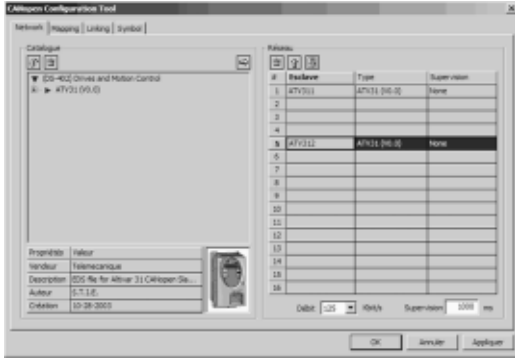 CANopen Configuration Tool
Network Mapping Linking Symbol
Catalogue
(DS-402) Drives and Motion Control
ATV31 (V0.0)
Propriétés Valeur
Vendeur Telemecanique
Description EDS file for Altivar 31 CANopen Sla...
Auteur S.T.I.E.
Création 10-28-2003
Réseau
# Esclave Type Supervision
1 ATV311 ATV31 (V0.0) None
2
3
4
5 ATV312 ATV31 (V0.0) None
6
7
8
9
10
11
12
13
14
15
16
Débit 125 Kbit/s Supervision 1000 ms
OK Annuler Appliquer